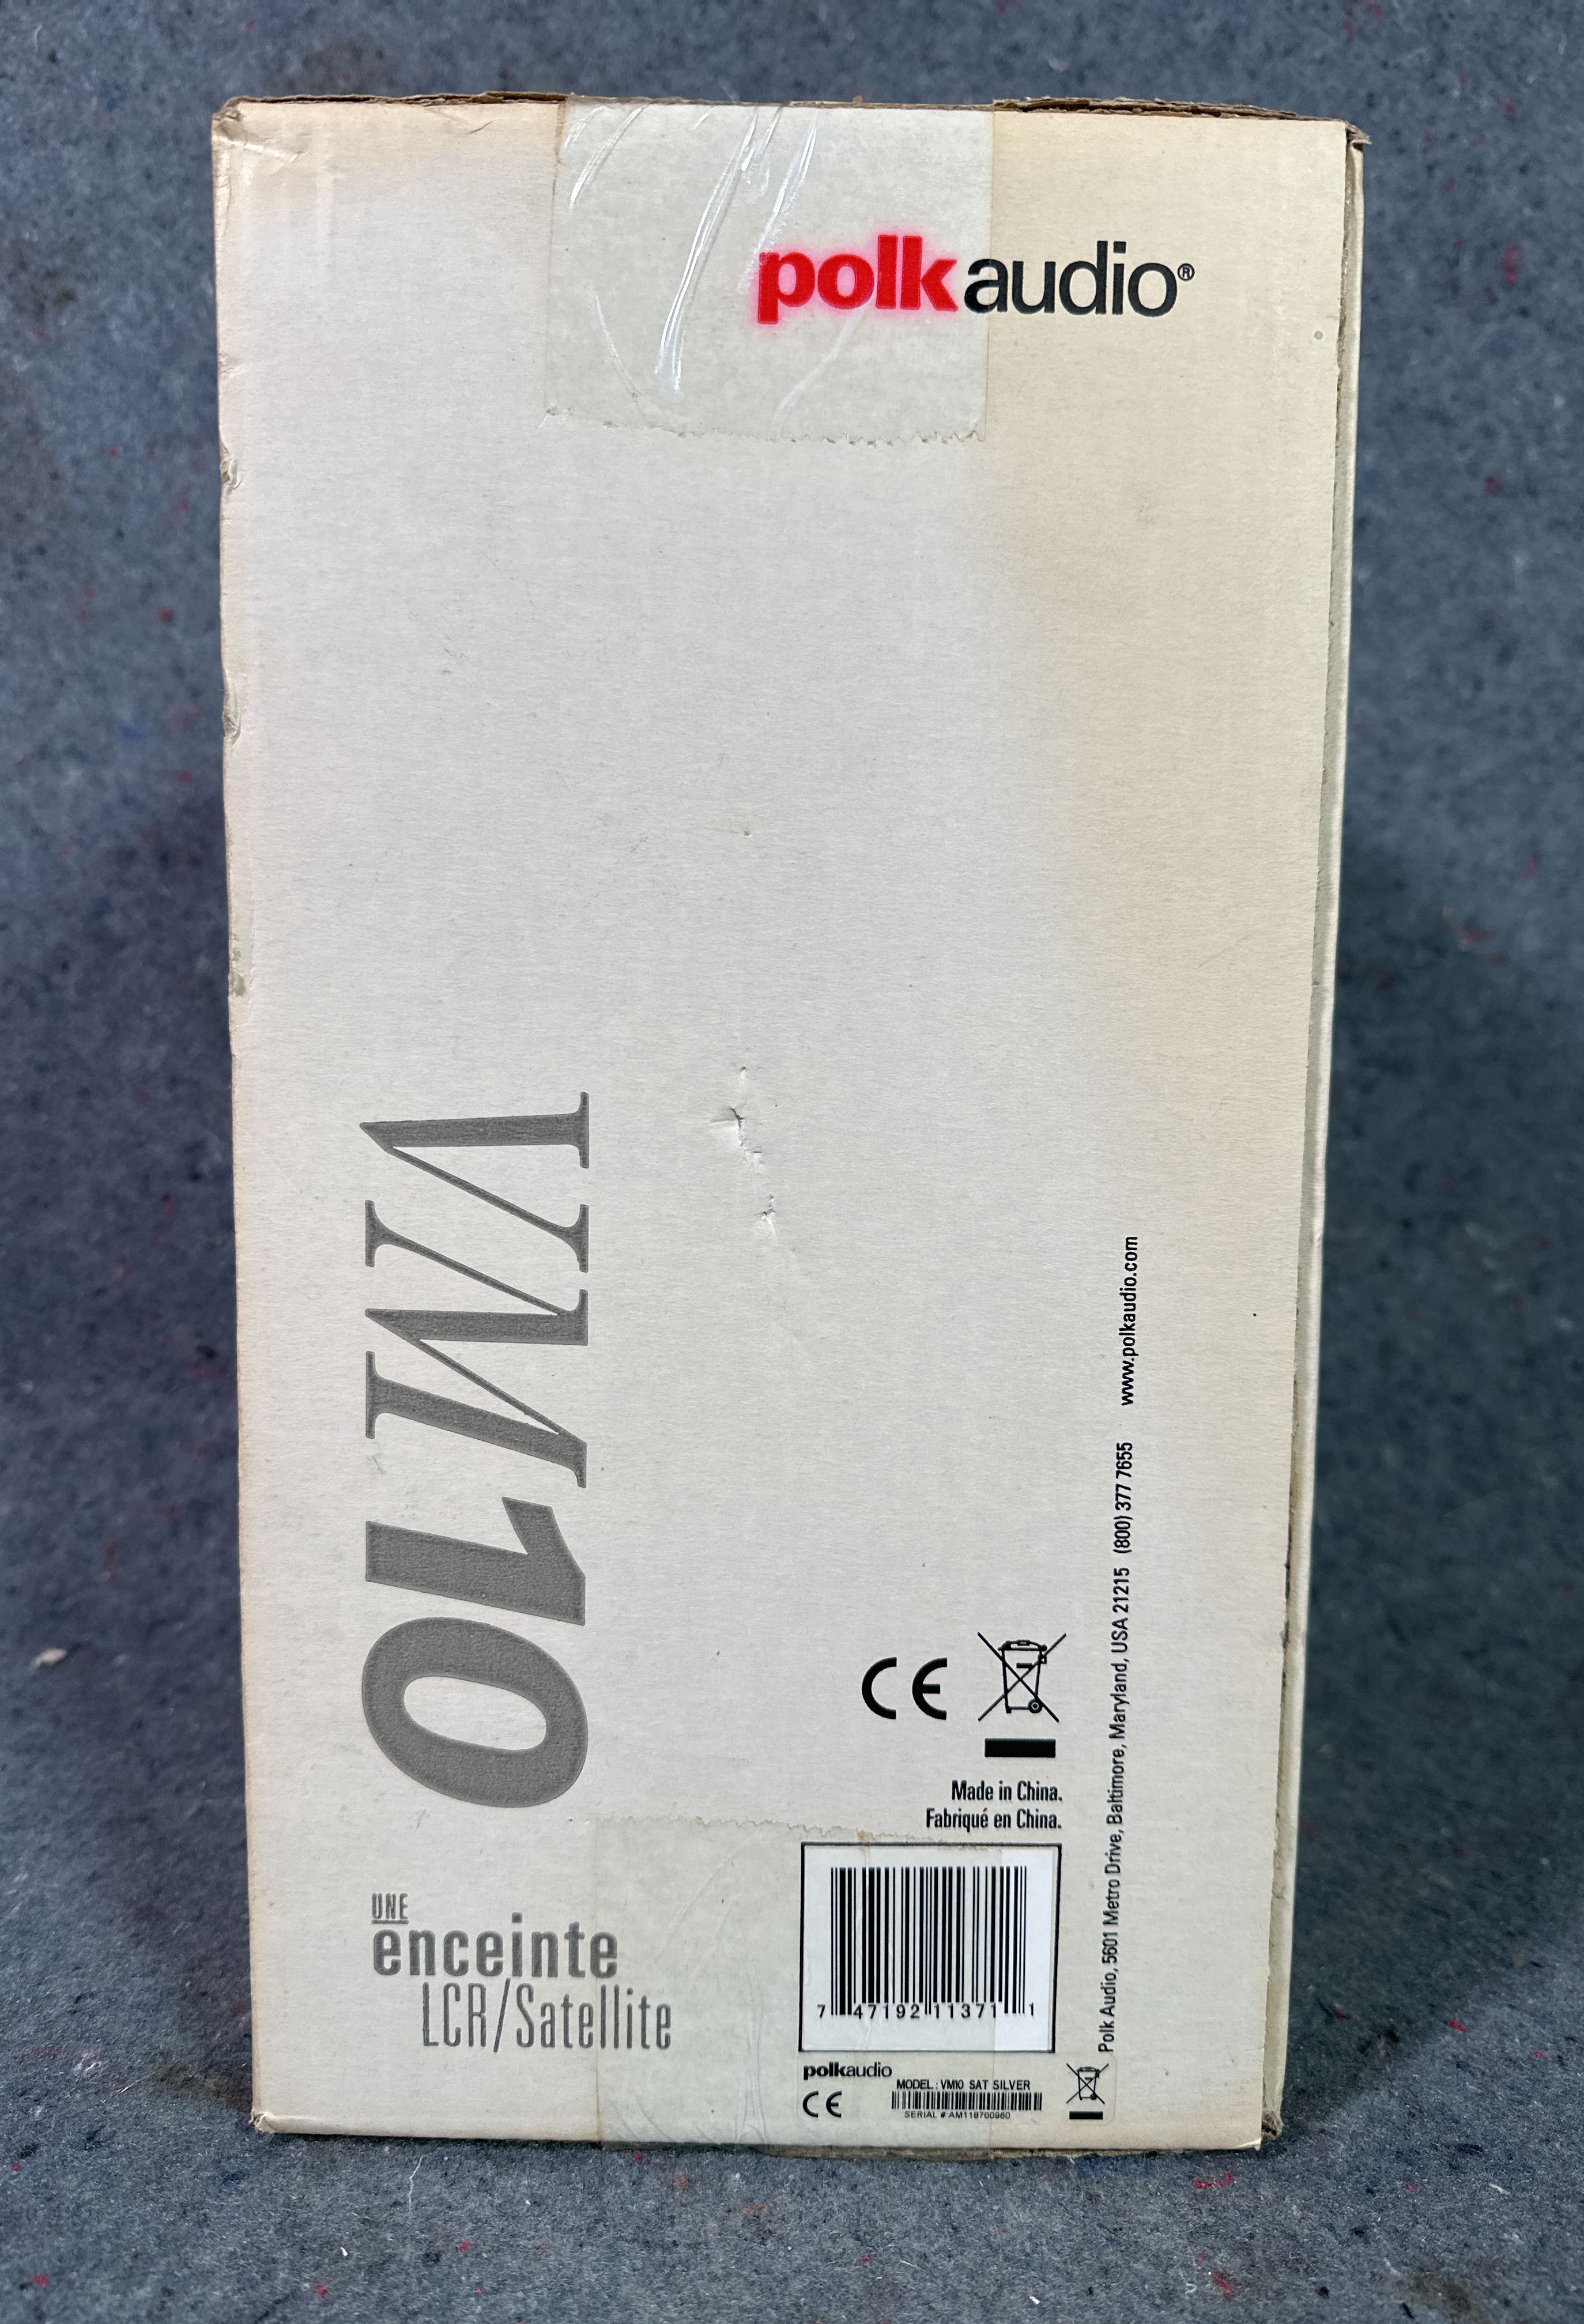 polkaudio®
VM10
UNE
enceinte
LCR/Satellite
CE
Made in China.
Fabriqué en China.
7 47192 11371 1
polkaudio
MODEL: VM10 SAT SILVER
CE
SERIAL # AM118700960
Polk Audio, 5601 Metro Drive, Baltimore, Maryland, USA 21215 (800) 377 7655 www.polkaudio.com